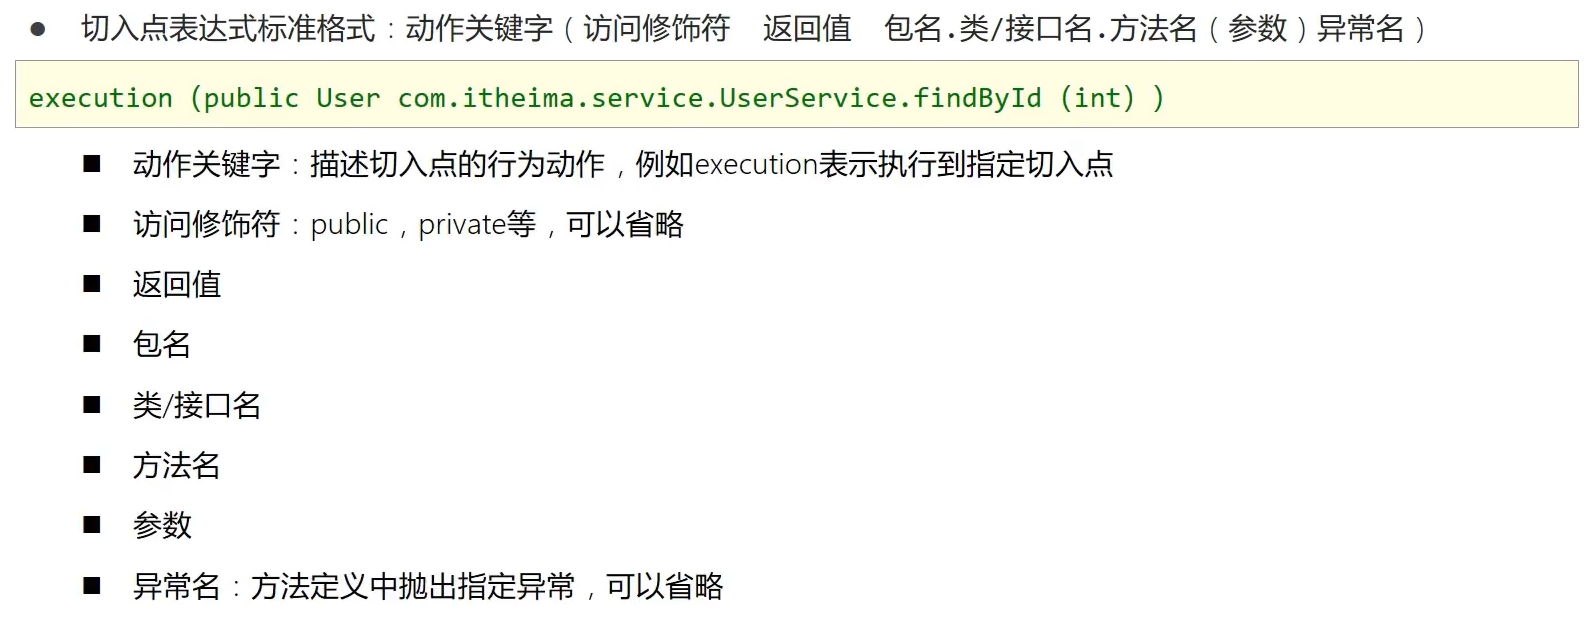 ● 切入点表达式标准格式：动作关键字（访问修饰符 返回值 包名.类/接口名.方法名（参数）异常名）
execution (public User com.itheima.service.UserService.findById (int) )
■ 动作关键字：描述切入点的行为动作，例如execution表示执行到指定切入点
■ 访问修饰符：public，private等，可以省略
■ 返回值
■ 包名
■ 类/接口名
■ 方法名
■ 参数
■ 异常名：方法定义中抛出指定异常，可以省略